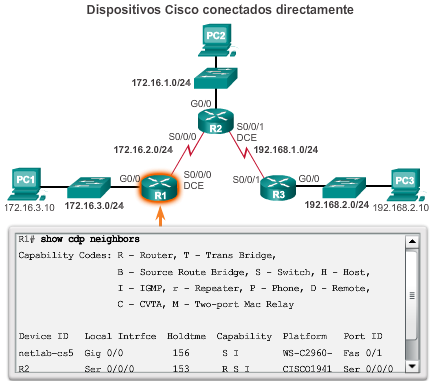 Dispositivos Cisco conectados directamente
PC2
172.16.1.0/24
G0/0
R2
S0/0/0
S0/0/1
DCE
172.16.2.0/24
192.168.1.0/24
PC1
G0/0
S0/0/0
DCE
S0/0/1
G0/0
PC3
R1
R3
172.16.3.10
172.16.3.0/24
192.168.2.0/24
192.168.2.10
R1# show cdp neighbors
Capability Codes: R - Router, T - Trans Bridge,
B - Source Route Bridge, S - Switch, H - Host,
I - IGMP, r - Repeater, P - Phone, D - Remote,
C - CVTA, M - Two-port Mac Relay
Device ID Local Intrfce Holdtme Capability Platform Port ID
netlab-cs5 Gig 0/0 156 S I WS-C2960- Fas 0/1
R2 Ser 0/0/0 153 R S I CISCO1941 Ser 0/0/0